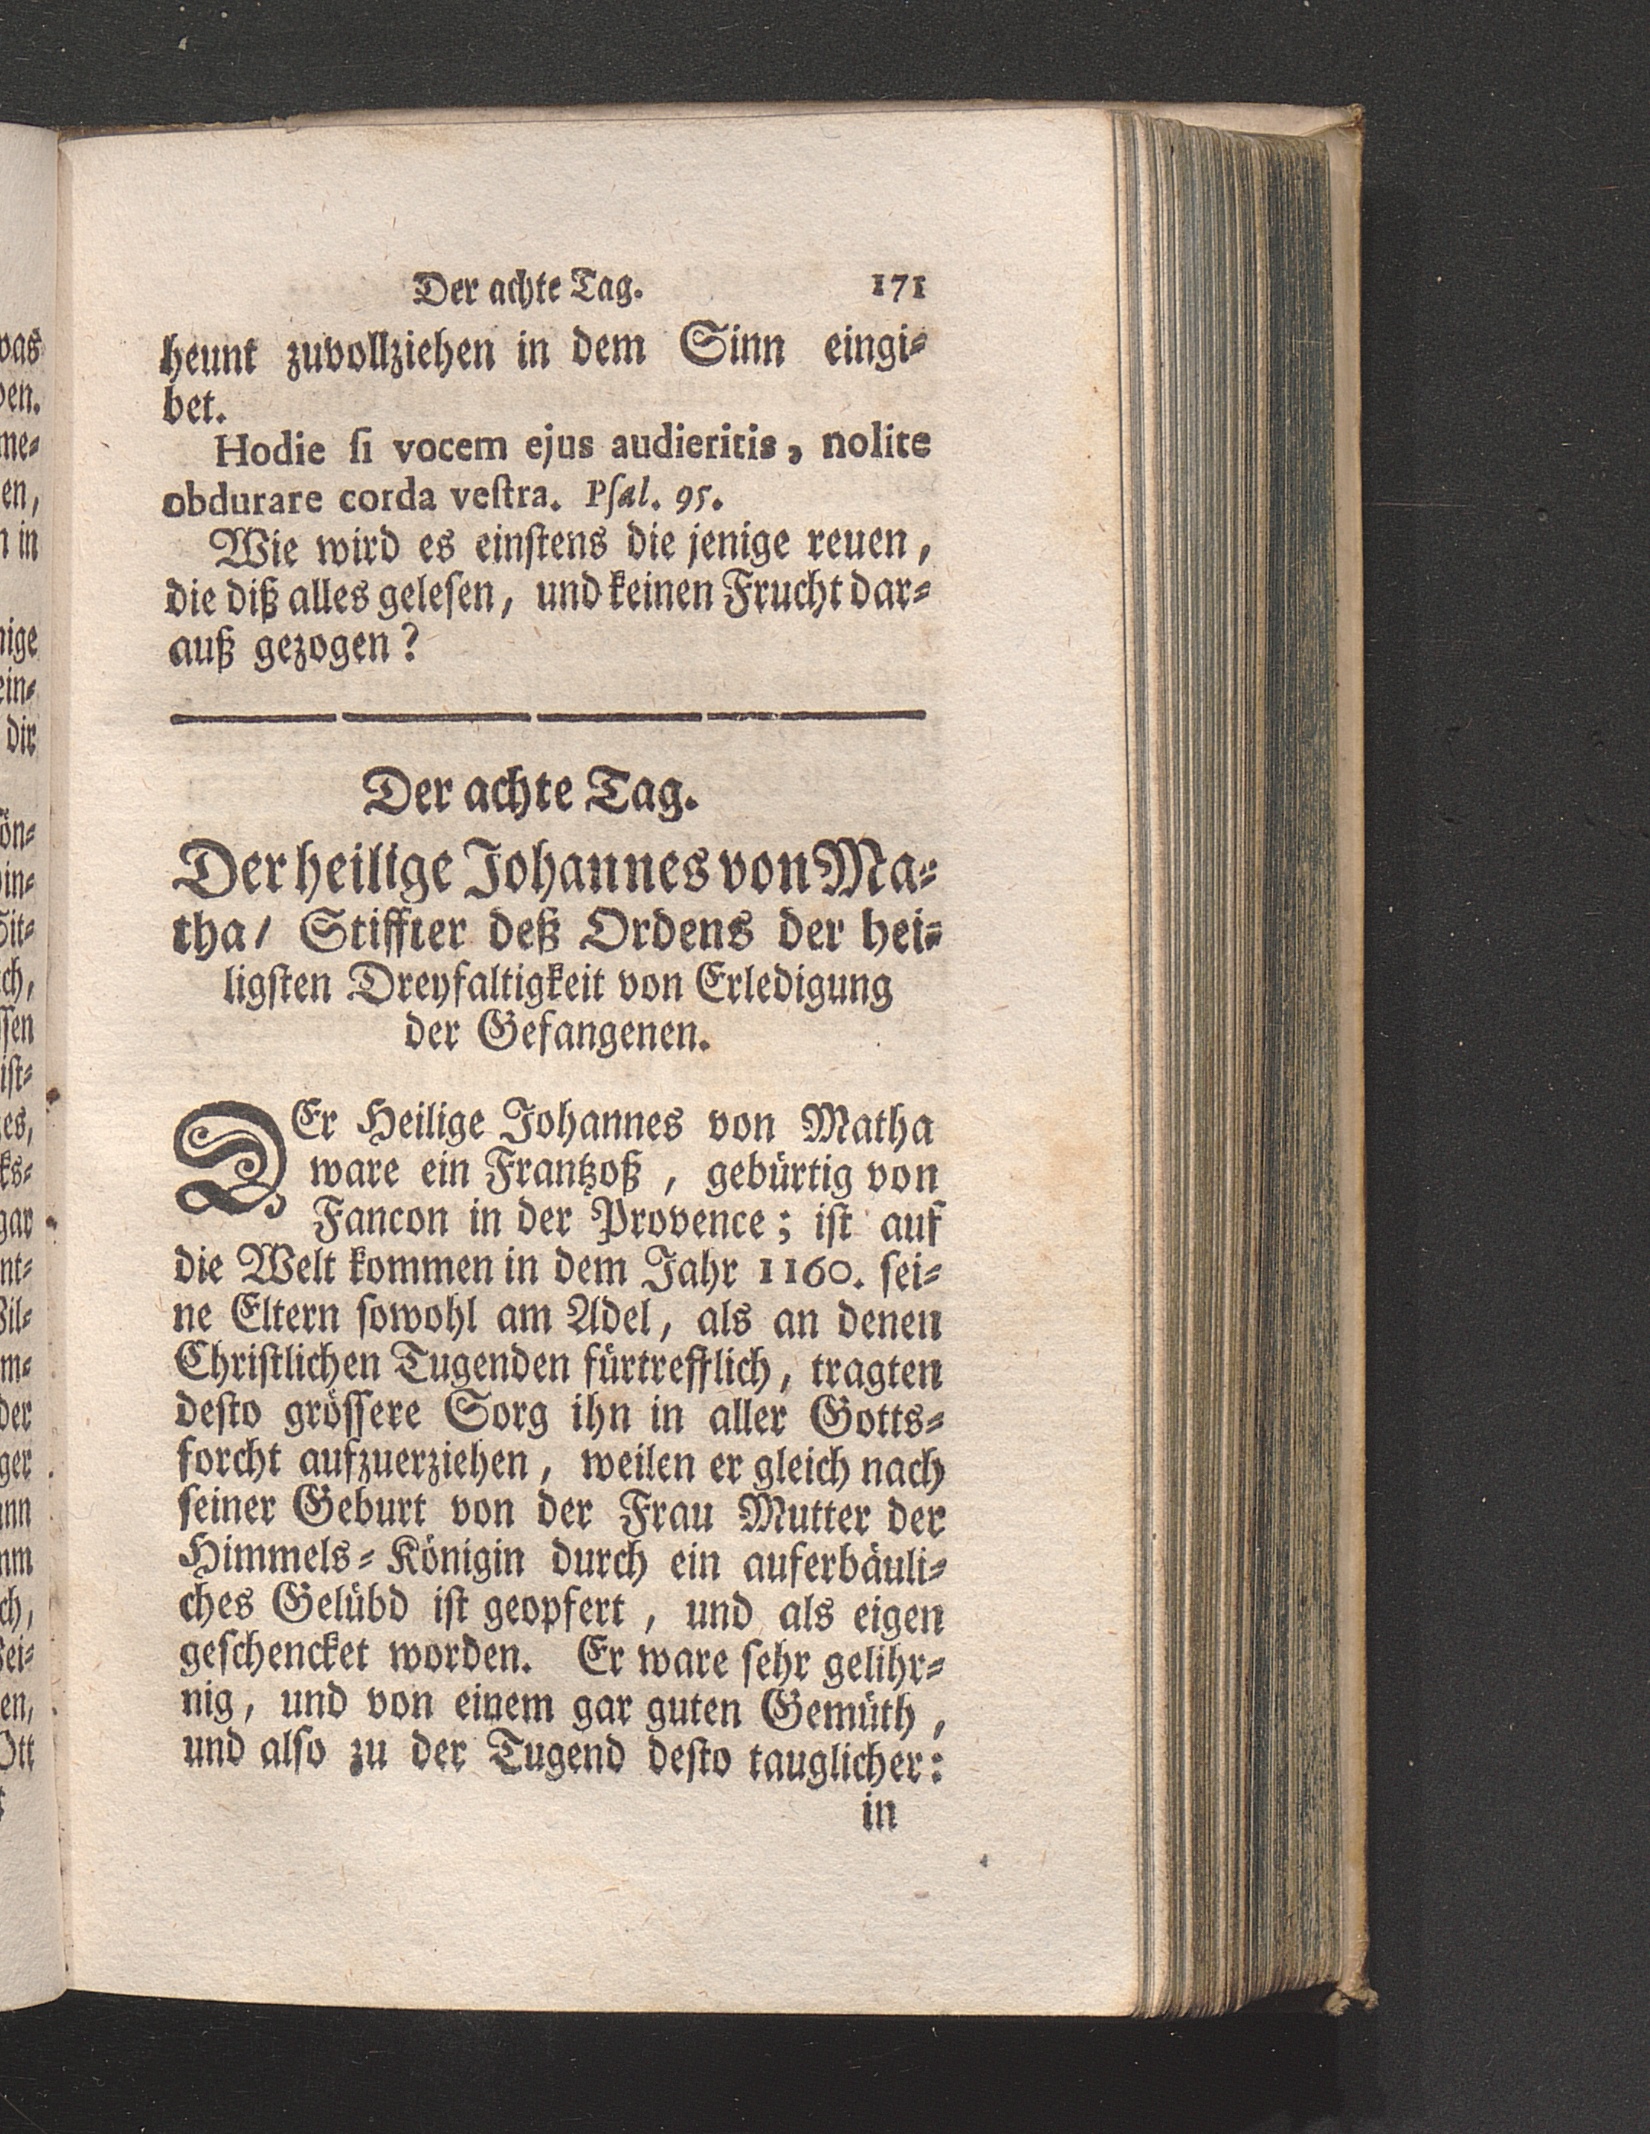 Der achte Tag. 171
heunt zuvollziehen in dem Sinn eingi⸗
bet.
Hodie ſi vocem ejus audieritis, nolite
obdurare corda veſtra. Pſal. 95.
Wie wird es einſtens die jenige reuen,
die diß alles geleſen, und keinen Frucht dar⸗
auß gezogen?
Der achte Tag.
Der heilige Johannes von Ma⸗
tha/ Stiffter deß Ordens der hei⸗
ligſten Dreyfaltigkeit von Erledigung
der Gefangenen.
DEr Heilige Johannes von Matha
ware ein Frantzoß, gebürtig von
Fancon in der Provence; iſt auf
die Welt kommen in dem Jahr 1160. ſei⸗
ne Eltern ſowohl am Adel, als an denen
Chriſtlichen Tugenden fürtrefflich, tragten
deſto gröſſere Sorg ihn in aller Gotts⸗
forcht aufzuerziehen, weilen er gleich nach
ſeiner Geburt von der Frau Mutter der
Himmels⸗Königin durch ein auferbäuli⸗
ches Gelübd iſt geopfert, und als eigen
geſchencket worden. Er ware ſehr gelihr⸗
nig, und von einem gar guten Gemüth,
und alſo zu der Tugend deſto tauglicher:
in